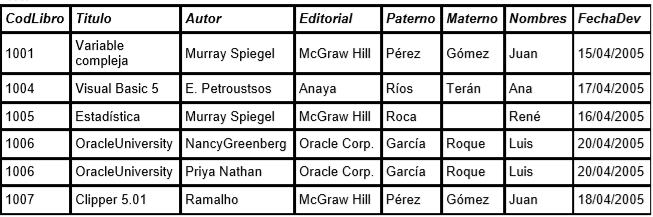 CodLibro Titulo Autor Editorial Paterno Materno Nombres FechaDev
1001 Variable compleja Murray Spiegel McGraw Hill Pérez Gómez Juan 15/04/2005
1004 Visual Basic 5 E. Petroustsos Anaya Ríos Terán Ana 17/04/2005
1005 Estadística Murray Spiegel McGraw Hill Roca René 16/04/2005
1006 OracleUniversity NancyGreenberg Oracle Corp. García Roque Luis 20/04/2005
1006 OracleUniversity Priya Nathan Oracle Corp. García Roque Luis 20/04/2005
1007 Clipper 5.01 Ramalho McGraw Hill Pérez Gómez Juan 18/04/2005